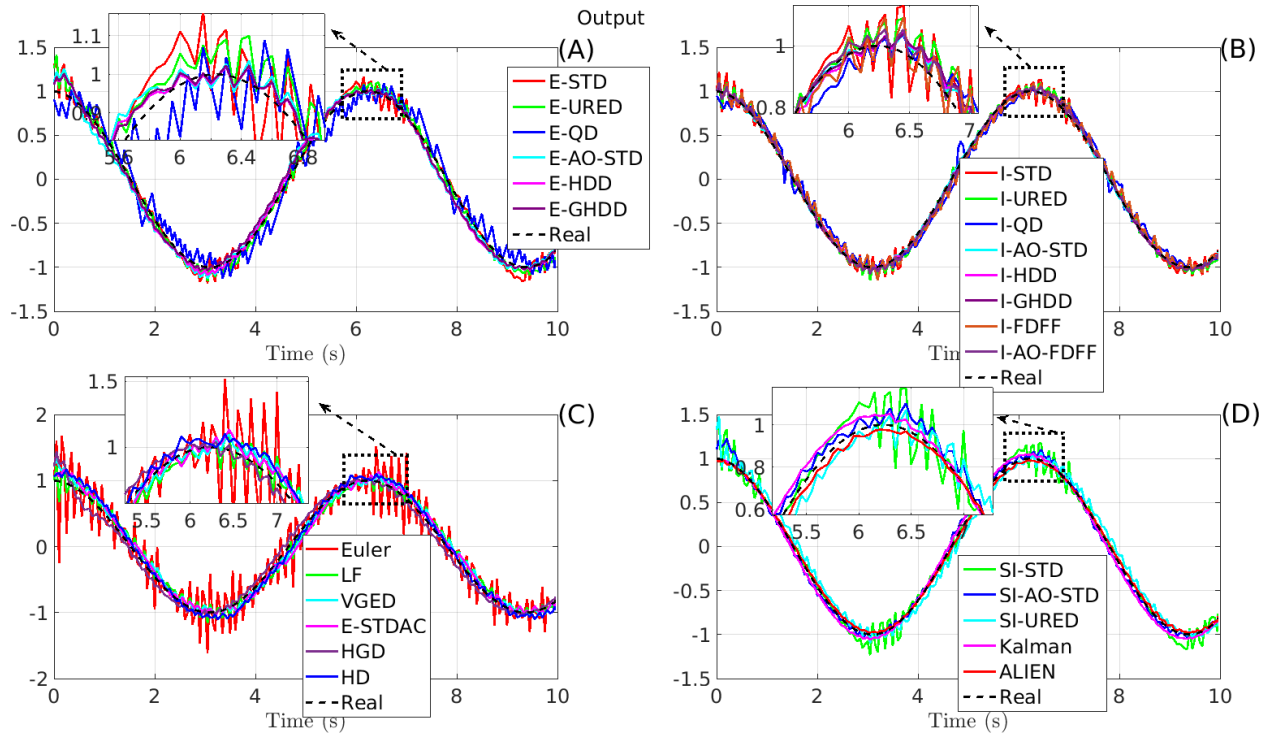 Output
(A)
1.1
1
0.
5.6
6
6.4
6.8
1.5
1
0.5
0
-0.5
-1
-1.5
0
2
4
6
8
10
Time (s)
E-STD
E-URED
E-QD
E-AO-STD
E-HDD
E-GHDD
Real
(B)
1
0.8
6
6.5
7
1.5
1
0.5
0
-0.5
-1
-1.5
0
2
4
6
8
10
I-STD
I-URED
I-QD
I-AO-STD
I-HDD
I-GHDD
I-FDFF
I-AO-FDFF
Real
(C)
1.5
1
5.5
6
6.5
7
2
1
0
-1
-2
0
2
4
6
8
10
Time (s)
Euler
LF
VGED
E-STDAC
HGD
HD
Real
(D)
1
0.8
0.6
5.5
6
6.5
1.5
1
0.5
0
-0.5
-1
-1.5
0
2
4
6
8
10
Time (s)
SI-STD
SI-AO-STD
SI-URED
Kalman
ALIEN
Real